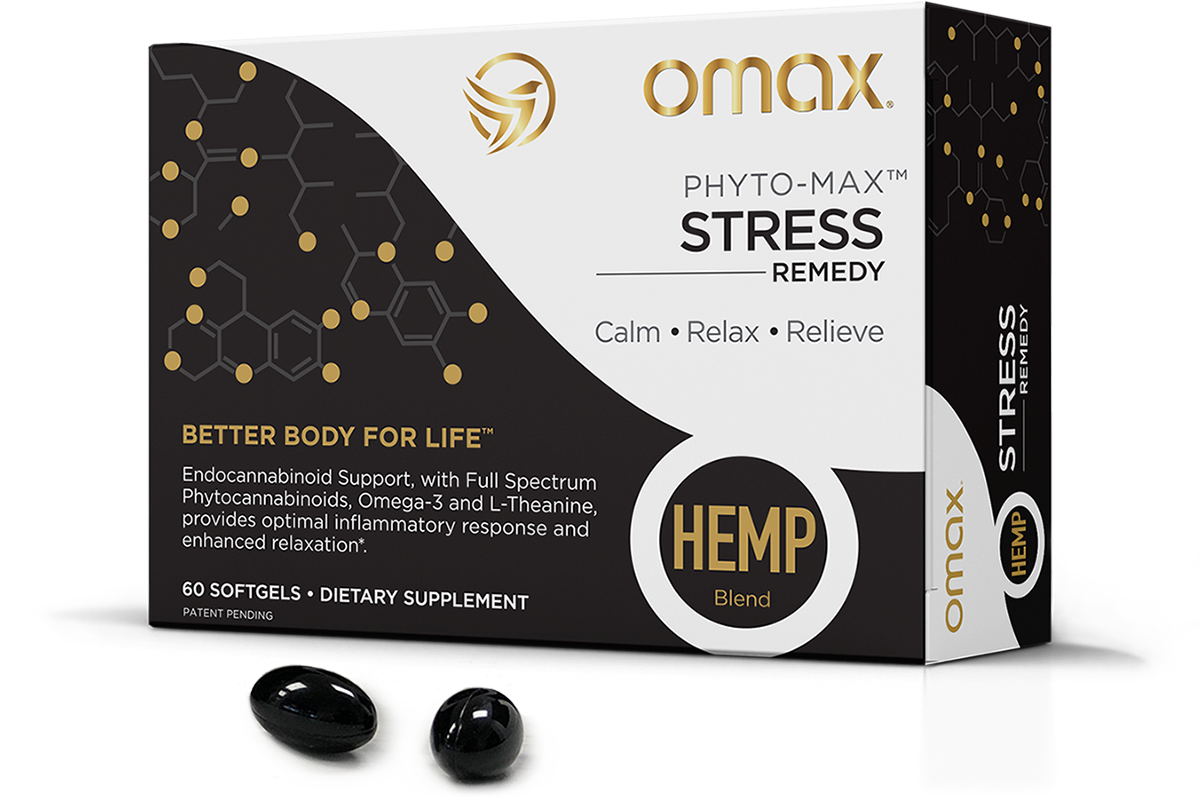 omax®
PHYTO-MAX™
STRESS
REMEDY
Calm • Relax • Relieve
BETTER BODY FOR LIFE™
Endocannabinoid Support, with Full Spectrum
Phytocannabinoids, Omega-3 and L-Theanine,
provides optimal inflammatory response and
enhanced relaxation*.
60 SOFTGELS • DIETARY SUPPLEMENT
PATENT PENDING
HEMP
Blend
STRESS
REMEDY
HEMP
omax